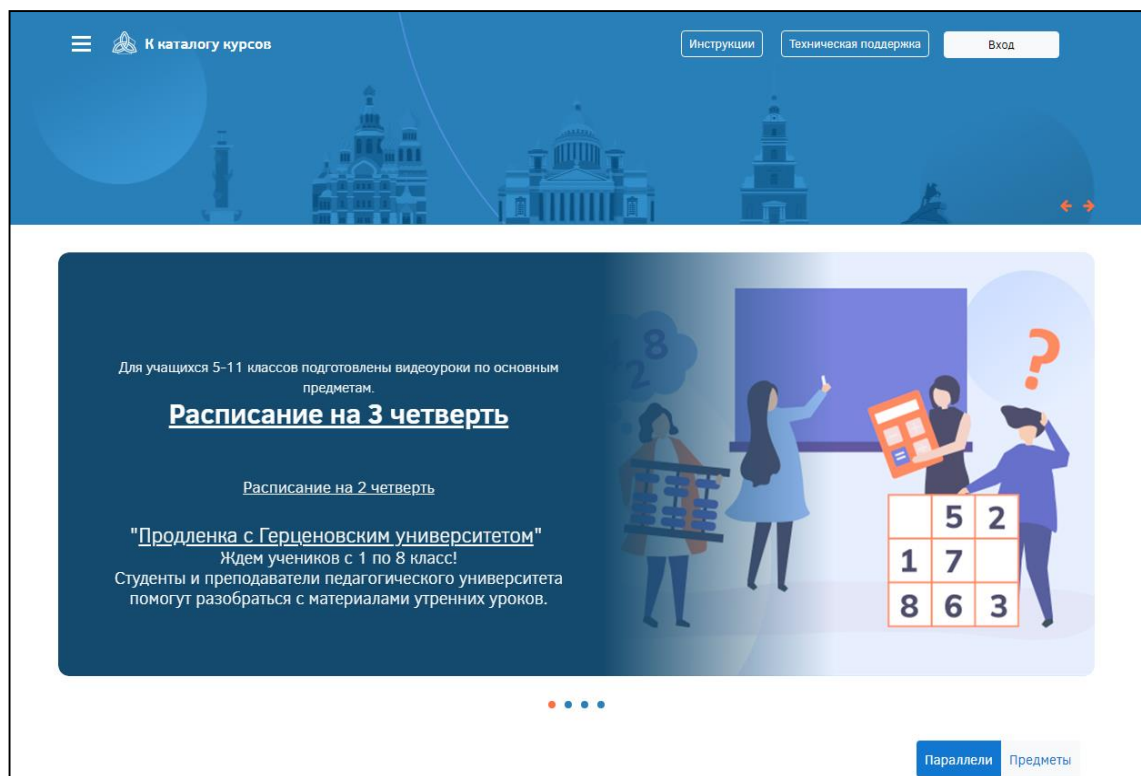 К каталогу курсов
Инструкции
Техническая поддержка
Вход
Для учащихся 5-11 классов подготовлены видеоуроки по основным
предметам.
Расписание на 3 четверть
Расписание на 2 четверть
"Продленка с Герценовским университетом"
Ждем учеников с 1 по 8 класс!
Студенты и преподаватели педагогического университета
помогут разобраться с материалами утренних уроков.
8
2
?
5 2
1 7
8 6 3
Параллели
Предметы